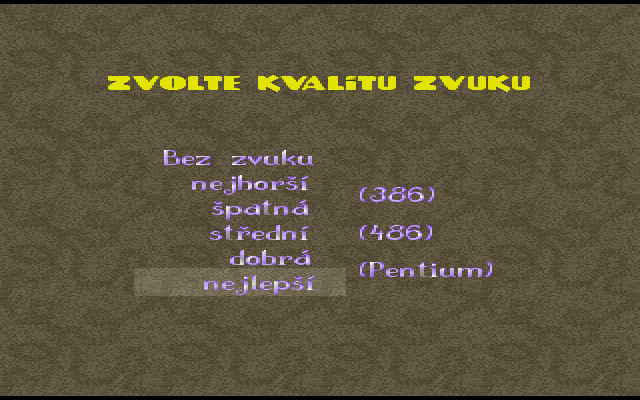 ZVOLTE KVALITU ZVUKU
Bez zvuku
nejhorší
(386)
špatná
střední
(486)
dobrá
(Pentium)
nejlepší